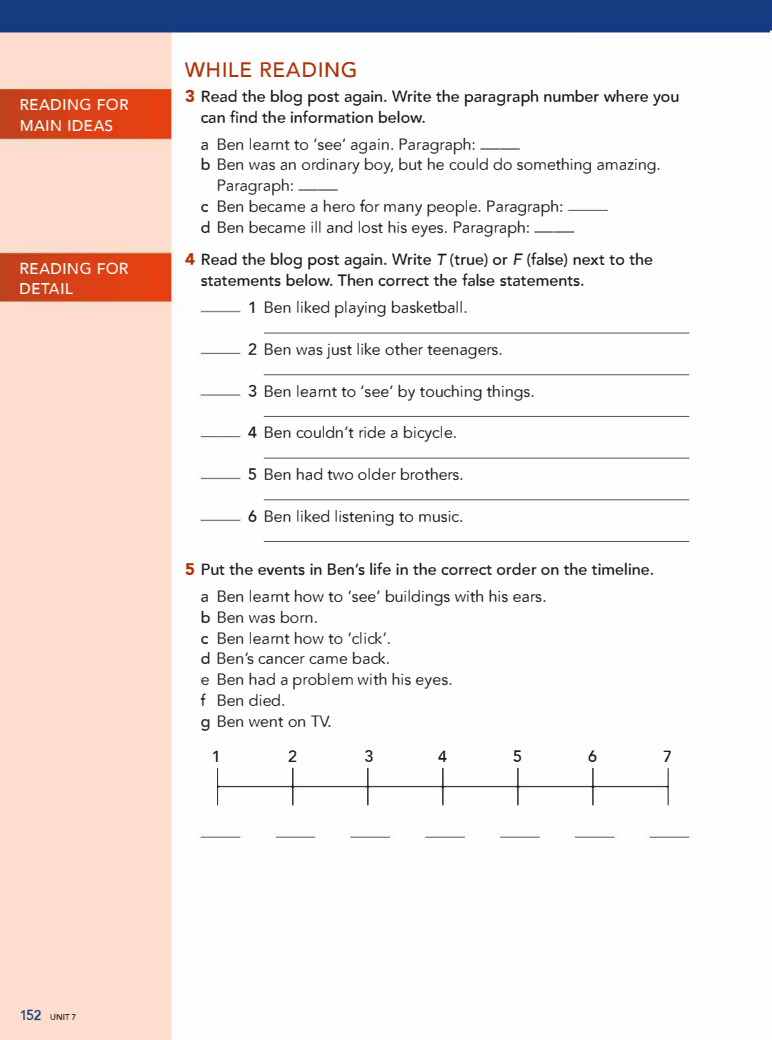 WHILE READING
READING FOR
MAIN IDEAS
3 Read the blog post again. Write the paragraph number where you
can find the information below.
a Ben learnt to ‘see’ again. Paragraph: _____
b Ben was an ordinary boy, but he could do something amazing.
Paragraph: _____
c Ben became a hero for many people. Paragraph: _____
d Ben became ill and lost his eyes. Paragraph: _____
READING FOR
DETAIL
4 Read the blog post again. Write T (true) or F (false) next to the
statements below. Then correct the false statements.
_____ 1 Ben liked playing basketball.
_____ 2 Ben was just like other teenagers.
_____ 3 Ben learnt to ‘see’ by touching things.
_____ 4 Ben couldn’t ride a bicycle.
_____ 5 Ben had two older brothers.
_____ 6 Ben liked listening to music.
5 Put the events in Ben’s life in the correct order on the timeline.
a Ben learnt how to ‘see’ buildings with his ears.
b Ben was born.
c Ben learnt how to ‘click’.
d Ben’s cancer came back.
e Ben had a problem with his eyes.
f Ben died.
g Ben went on TV.
1 2 3 4 5 6 7
152 UNIT 7